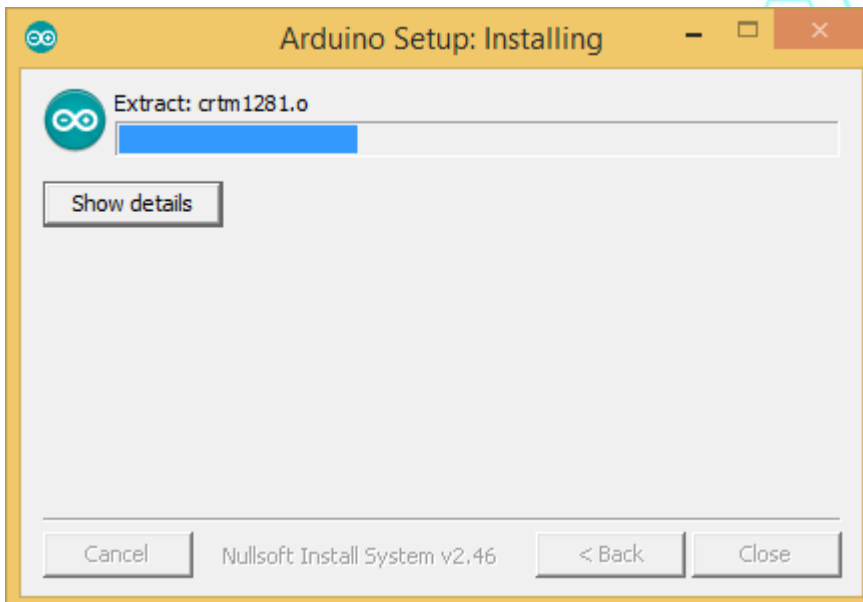 Arduino Setup: Installing
Extract: crtm1281.o
Show details
Cancel
Nullsoft Install System v2.46
< Back
Close